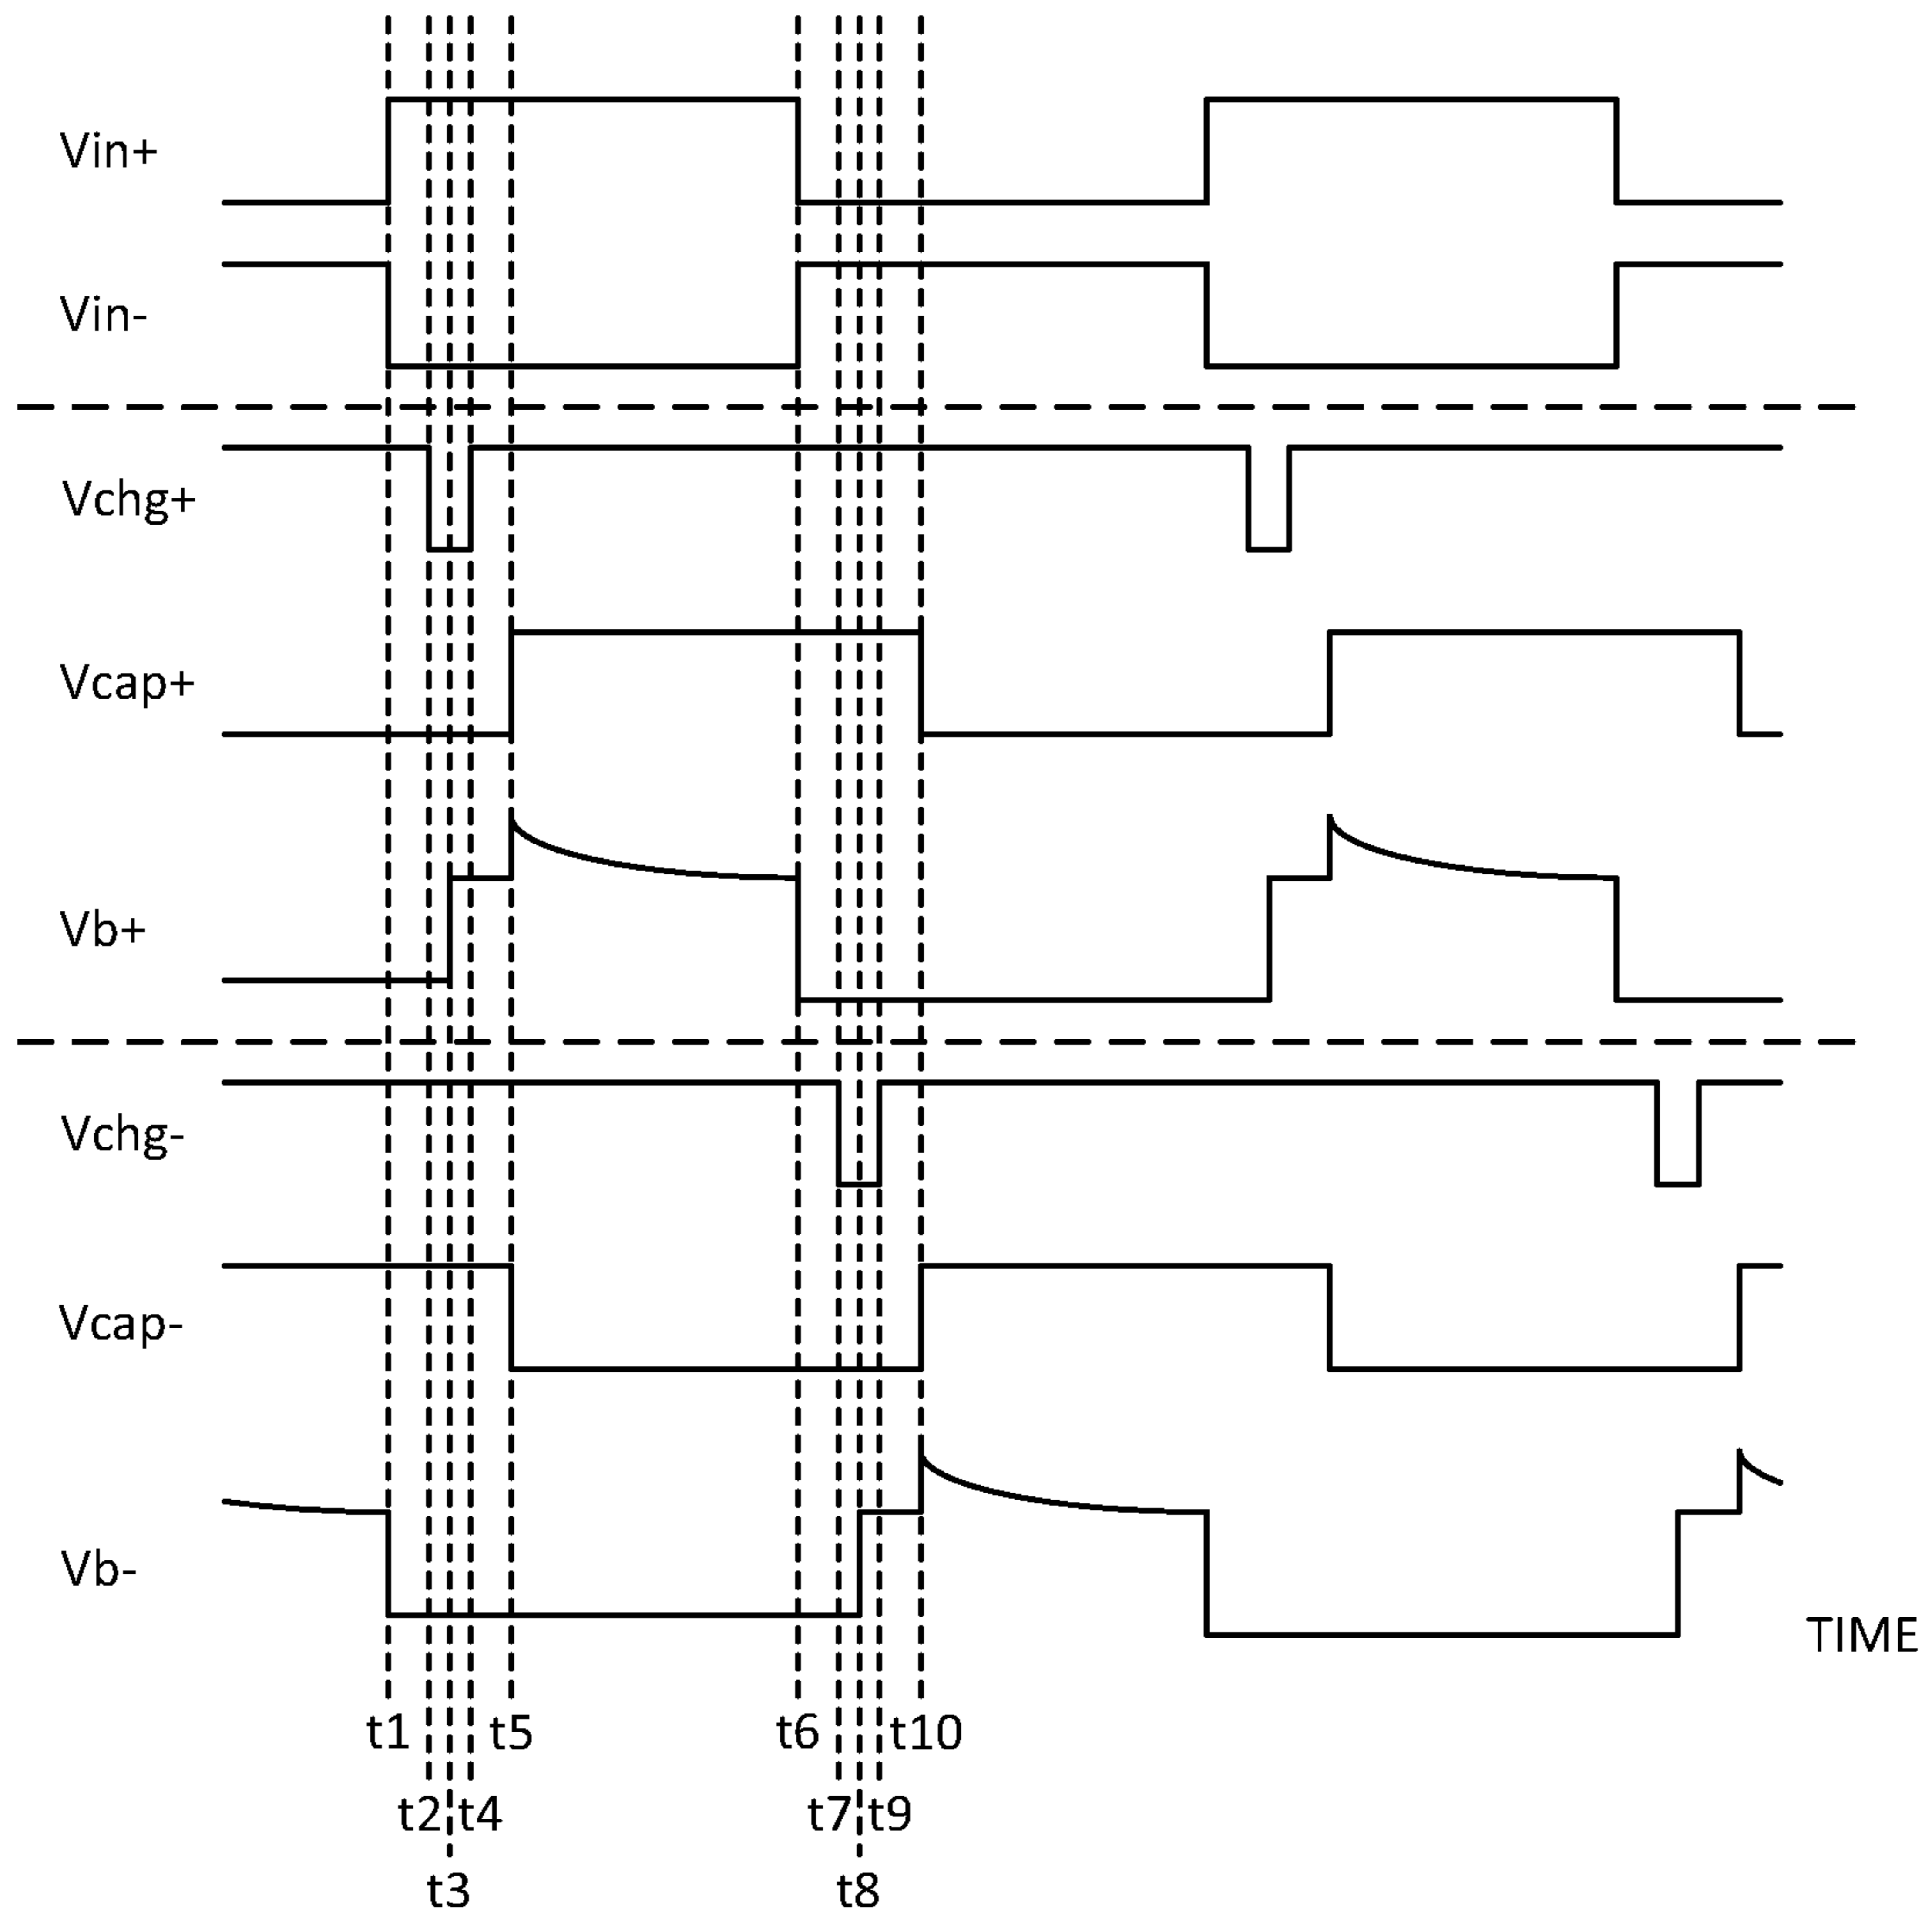 Vin+
Vin-
Vchg+
Vcap+
Vb+
Vchg-
Vcap-
Vb-
TIME
t1 t5 t6 t10
t2 t4 t7 t9
t3 t8